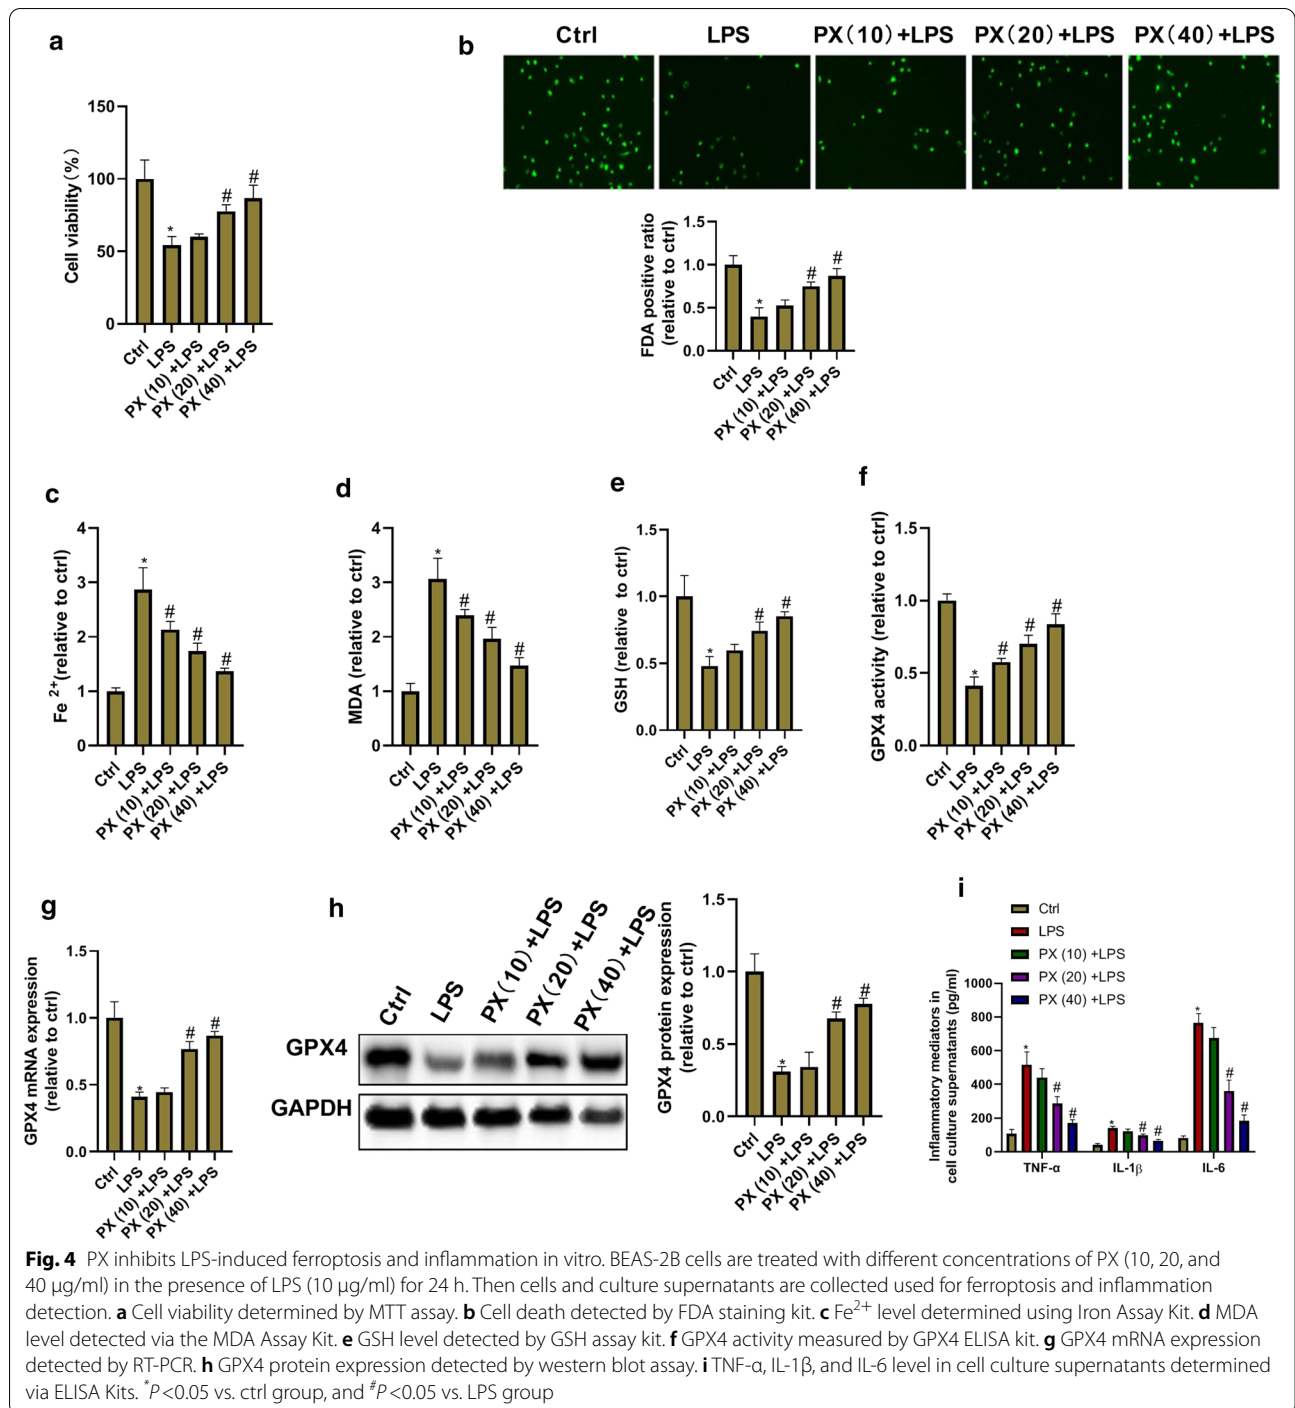 a
150
100
50
0
Cell viability (%)
*
#
#
Ctrl
LPS
PX (10) +LPS
PX (20) +LPS
PX (40) +LPS
b
Ctrl LPS PX(10)+LPS PX(20)+LPS PX(40)+LPS
1.5
1.0
0.5
0.0
FDA positive ratio
(relative to ctrl)
*
#
#
Ctrl
LPS
PX (10) +LPS
PX (20) +LPS
PX (40) +LPS
c
4
3
2
1
0
Fe 2+(relative to ctrl)
*
#
#
#
Ctrl
LPS
PX (10) +LPS
PX (20) +LPS
PX (40) +LPS
d
4
3
2
1
0
MDA (relative to ctrl)
*
#
#
#
Ctrl
LPS
PX (10) +LPS
PX (20) +LPS
PX (40) +LPS
e
1.5
1.0
0.5
0.0
GSH (relative to ctrl)
*
#
#
Ctrl
LPS
PX (10) +LPS
PX (20) +LPS
PX (40) +LPS
f
1.5
1.0
0.5
0.0
GPX4 activity (relative to ctrl)
*
#
#
#
Ctrl
LPS
PX (10) +LPS
PX (20) +LPS
PX (40) +LPS
g
1.5
1.0
0.5
0.0
GPX4 mRNA expression
(relative to ctrl)
*
#
#
Ctrl
LPS
PX (10) +LPS
PX (20) +LPS
PX (40) +LPS
h
Ctrl
LPS
PX(10)+LPS
PX(20)+LPS
PX(40)+LPS
GPX4
GAPDH
1.5
1.0
0.5
0.0
GPX4 protein expression
(relative to ctrl)
*
#
#
Ctrl
LPS
PX (10) +LPS
PX (20) +LPS
PX (40) +LPS
i
Ctrl
LPS
PX (10) +LPS
PX (20) +LPS
PX (40) +LPS
1000
800
600
400
200
0
Inflammatory mediators in
cell culture supernatants (pg/ml)
*
#
#
*
#
#
*
#
#
TNF-α IL-1β IL-6
Fig. 4 PX inhibits LPS-induced ferroptosis and inflammation in vitro. BEAS-2B cells are treated with different concentrations of PX (10, 20, and
40 μg/ml) in the presence of LPS (10 μg/ml) for 24 h. Then cells and culture supernatants are collected used for ferroptosis and inflammation
detection. a Cell viability determined by MTT assay. b Cell death detected by FDA staining kit. c Fe2+ level determined using Iron Assay Kit. d MDA
level detected via the MDA Assay Kit. e GSH level detected by GSH assay kit. f GPX4 activity measured by GPX4 ELISA kit. g GPX4 mRNA expression
detected by RT-PCR. h GPX4 protein expression detected by western blot assay. i TNF-α, IL-1β, and IL-6 level in cell culture supernatants determined
via ELISA Kits. *P < 0.05 vs. ctrl group, and #P < 0.05 vs. LPS group